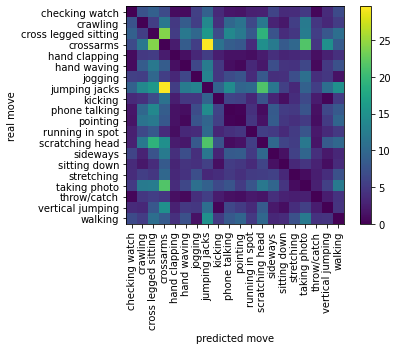 checking watch
crawling
cross legged sitting
crossarms
hand clapping
hand waving
jogging
jumping jacks
kicking
phone talking
pointing
running in spot
scratching head
sideways
sitting down
stretching
taking photo
throw/catch
vertical jumping
walking
real move
checking watch
crawling
cross legged sitting
crossarms
hand clapping
hand waving
jogging
jumping jacks
kicking
phone talking
pointing
running in spot
scratching head
sideways
sitting down
stretching
taking photo
throw/catch
vertical jumping
walking
predicted move
25
20
15
10
5
0